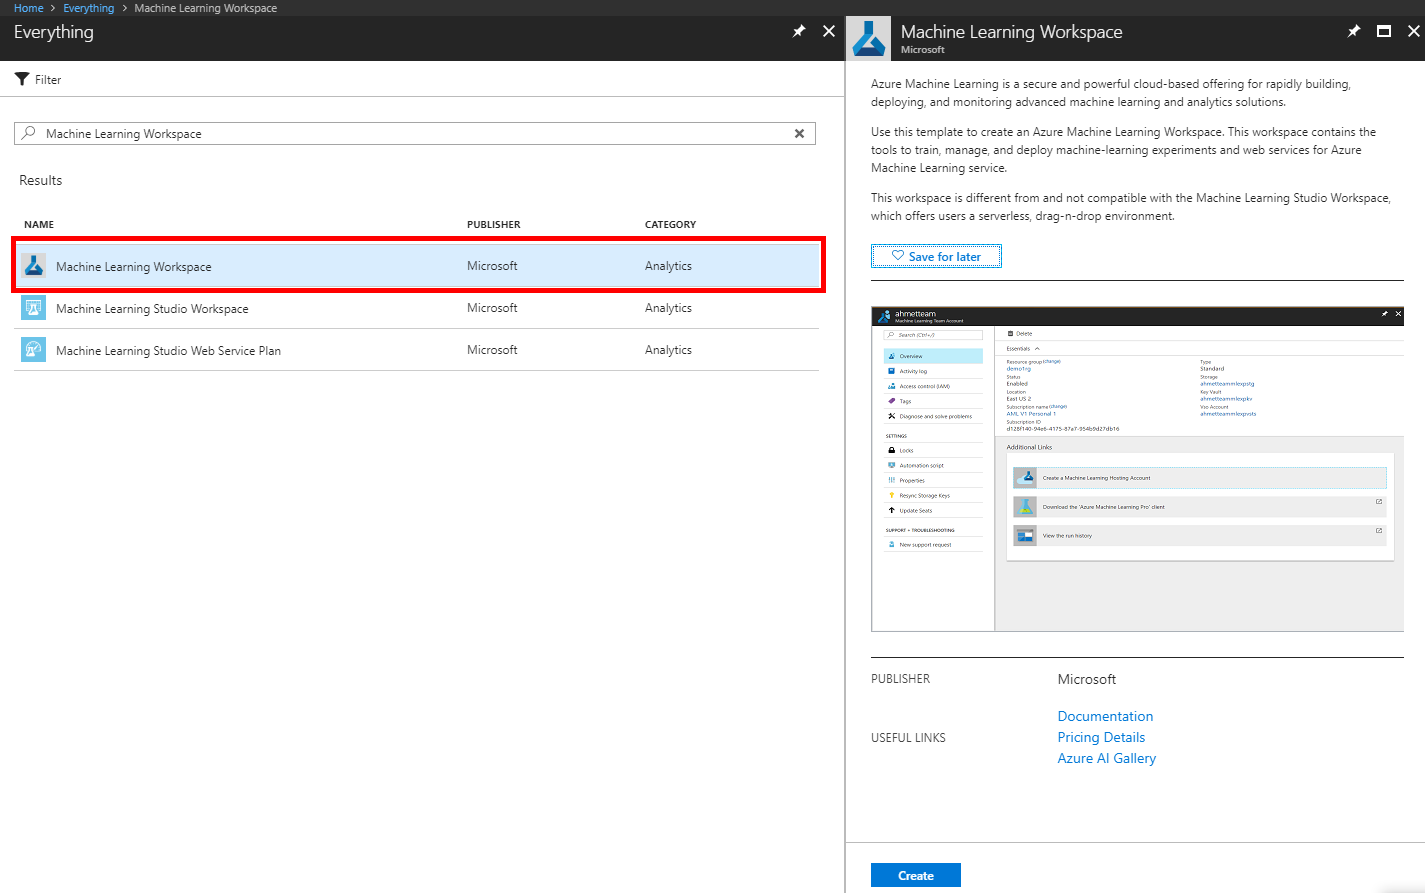 Home > Everything > Machine Learning Workspace
Everything
Filter
Machine Learning Workspace
Results
NAME PUBLISHER CATEGORY
Machine Learning Workspace Microsoft Analytics
Machine Learning Studio Workspace Microsoft Analytics
Machine Learning Studio Web Service Plan Microsoft Analytics
Machine Learning Workspace
Microsoft
Azure Machine Learning is a secure and powerful cloud-based offering for rapidly building,
deploying, and monitoring advanced machine learning and analytics solutions.
Use this template to create an Azure Machine Learning Workspace. This workspace contains the
tools to train, manage, and deploy machine-learning experiments and web services for Azure
Machine Learning service.
This workspace is different from and not compatible with the Machine Learning Studio Workspace,
which offers users a serverless, drag-n-drop environment.
Save for later
ahmetteam
Machine Learning Team Account
Search (Ctrl+/)
Overview
Activity log
Access control (IAM)
Tags
Diagnose and solve problems
SETTINGS
Locks
Automation script
Properties
Resync Storage Keys
Update Seats
SUPPORT + TROUBLESHOOTING
New support request
Delete
Essentials
Resource group (change)
demo1rg
Status
Enabled
Location
East US 2
Subscription name (change)
AML V1 Personal 1
Subscription ID
d128f140-94e6-4175-87a7-954b9d27db16
Type
Standard
Storage
ahmetteammlexpstg
Key Vault
ahmetteammlexpkv
Vso Account
ahmetteammlexpvsts
Additional Links
Create a Machine Learning Hosting Account
Download the 'Azure Machine Learning Pro' client
View the run history
PUBLISHER Microsoft
USEFUL LINKS
Documentation
Pricing Details
Azure AI Gallery
Create